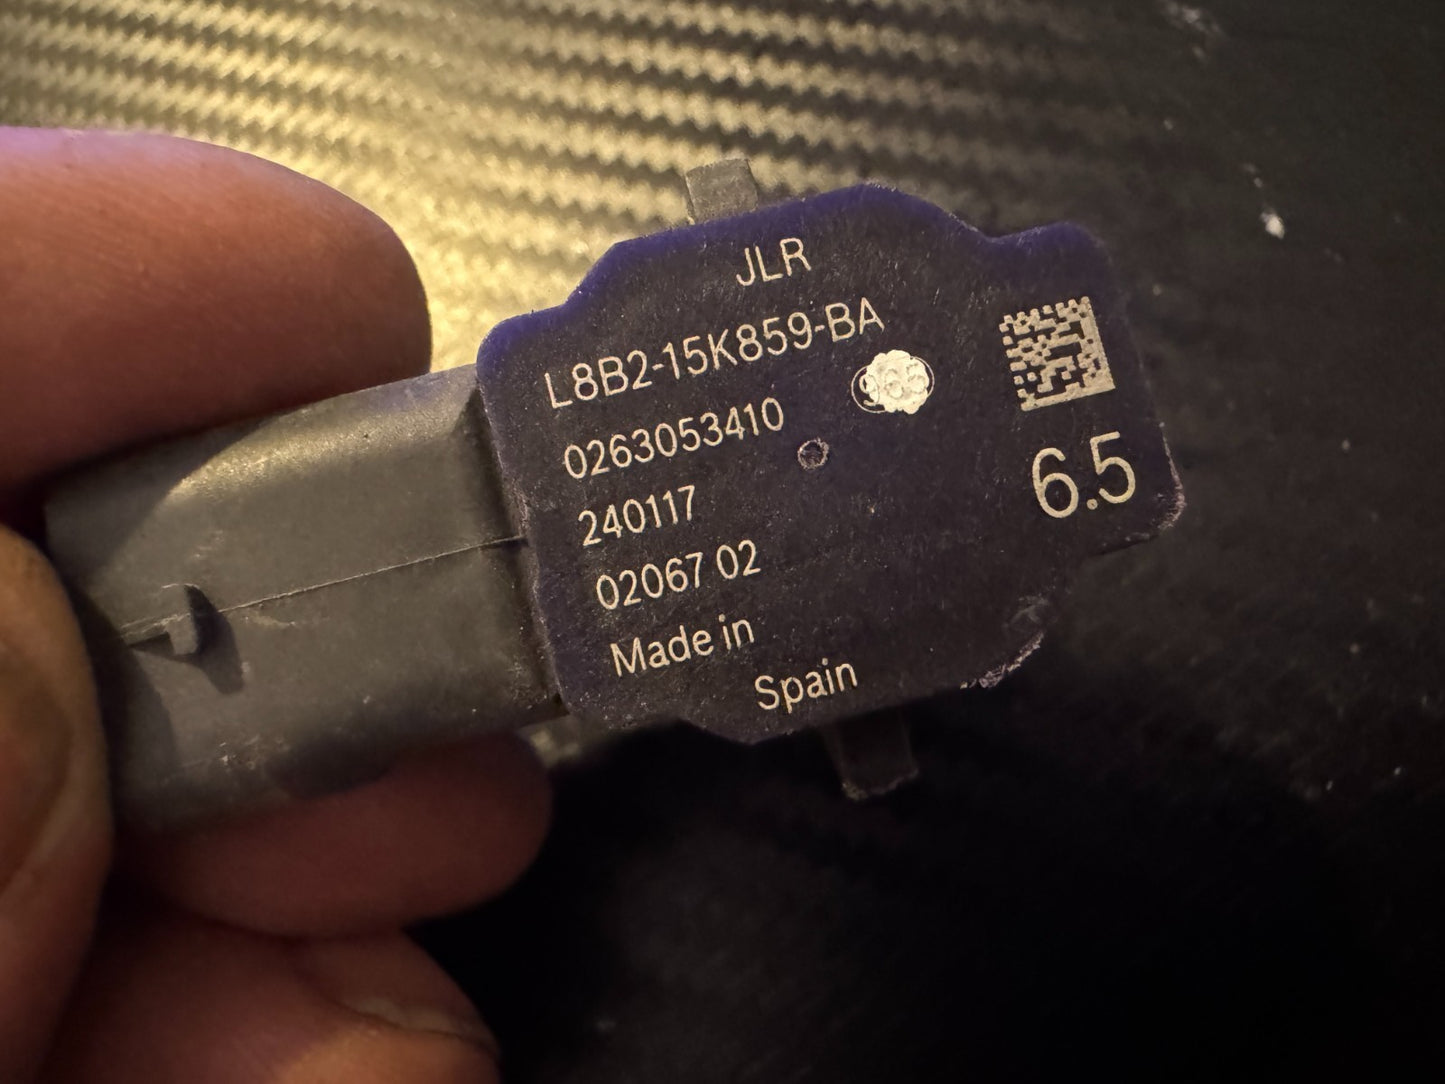 JLR
L8B2-15K859-BA
0263053410
240117
02067 02
Made in
Spain
6.5